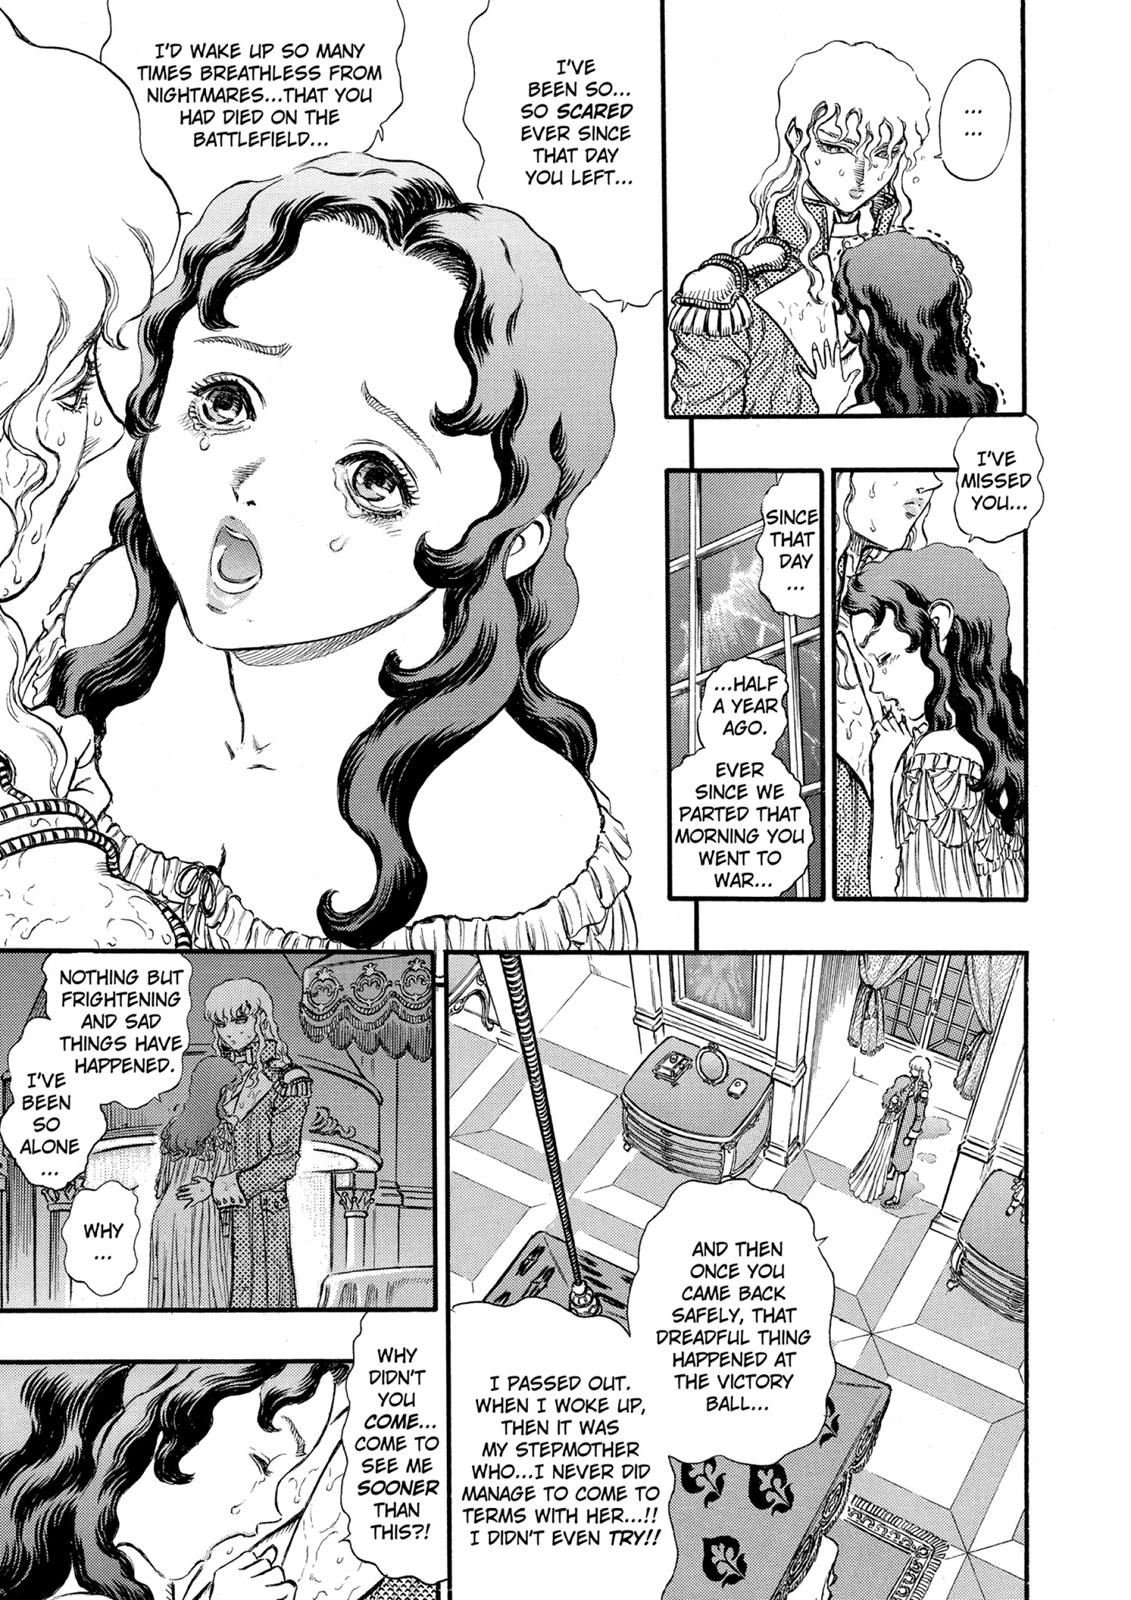 ...
...
I'VE
MISSED
YOU...
SINCE
THAT
DAY
...
...HALF
A YEAR
AGO.
EVER
SINCE WE
PARTED THAT
MORNING YOU
WENT TO
WAR...
I'VE
BEEN SO...
SO SCARED
EVER SINCE
THAT DAY
YOU LEFT...
I'D WAKE UP SO MANY
TIMES BREATHLESS FROM
NIGHTMARES...THAT YOU
HAD DIED ON THE
BATTLEFIELD...
AND THEN
ONCE YOU
CAME BACK
SAFELY, THAT
DREADFUL THING
HAPPENED AT
THE VICTORY
BALL...
I PASSED OUT.
WHEN I WOKE UP,
THEN IT WAS
MY STEPMOTHER
WHO...I NEVER DID
MANAGE TO COME TO
TERMS WITH HER...!!
I DIDN'T EVEN TRY!!
NOTHING BUT
FRIGHTENING
AND SAD
THINGS HAVE
HAPPENED.
I'VE
BEEN
SO
ALONE
...
WHY
...
WHY
DIDN'T
YOU
COME...
COME TO
SEE ME
SOONER
THAN
THIS?!